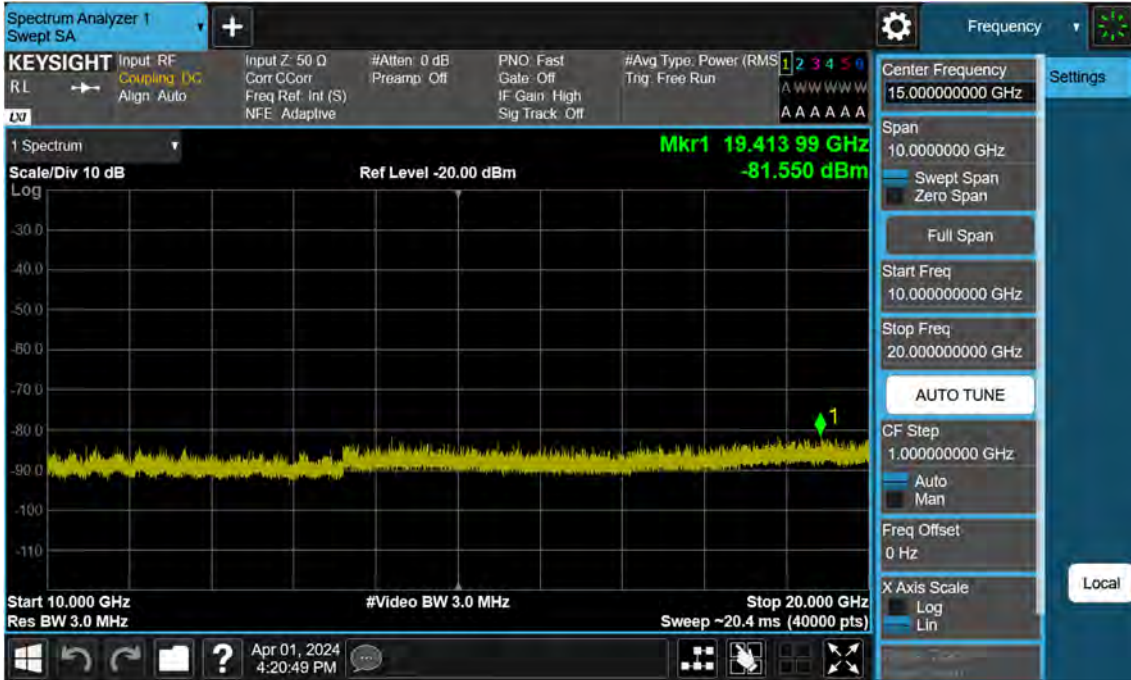 Spectrum Analyzer 1
Swept SA
+
Frequency
KEYSIGHT
RL
LXI
Input: RF
Coupling: DC
Align: Auto
Input Z: 50 Ω
Corr CCorr
Freq Ref: Int (S)
NFE: Adaptive
#Atten: 0 dB
Preamp: Off
PNO: Fast
Gate: Off
IF Gain: High
Sig Track: Off
#Avg Type: Power (RMS
Trig: Free Run
1 2 3 4 5 6
A W W W W W
A A A A A A
1 Spectrum
Scale/Div 10 dB
Ref Level -20.00 dBm
Mkr1 19.413 99 GHz
-81.550 dBm
Log
-30.0
-40.0
-50.0
-60.0
-70.0
-80.0
-90.0
-100
-110
1
Start 10.000 GHz
#Video BW 3.0 MHz
Stop 20.000 GHz
Res BW 3.0 MHz
Sweep ~20.4 ms (40000 pts)
Center Frequency
15.000000000 GHz
Settings
Span
10.0000000 GHz
Swept Span
Zero Span
Full Span
Start Freq
10.000000000 GHz
Stop Freq
20.000000000 GHz
AUTO TUNE
CF Step
1.000000000 GHz
Auto
Man
Freq Offset
0 Hz
X Axis Scale
Log
Lin
Local
?
Apr 01, 2024
4:20:49 PM